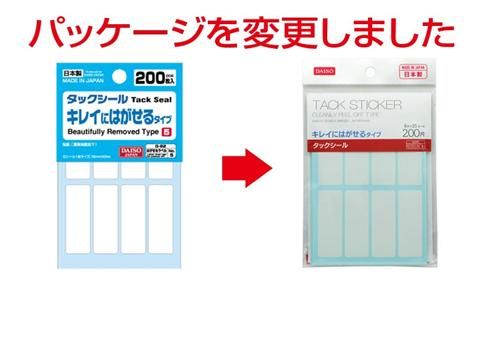 パッケージを変更しました
日本製
MADE IN JAPAN
200枚入
タックシール Tack Seal
キレイにはがせるタイプ
Beautifully Removed Type 5
DAISO
JAPAN
DAISO
MADE IN JAPAN
日本製
TACK STICKER
CLEANLY PEEL OFF TYPE
キレイにはがせるタイプ
200円
タックシール